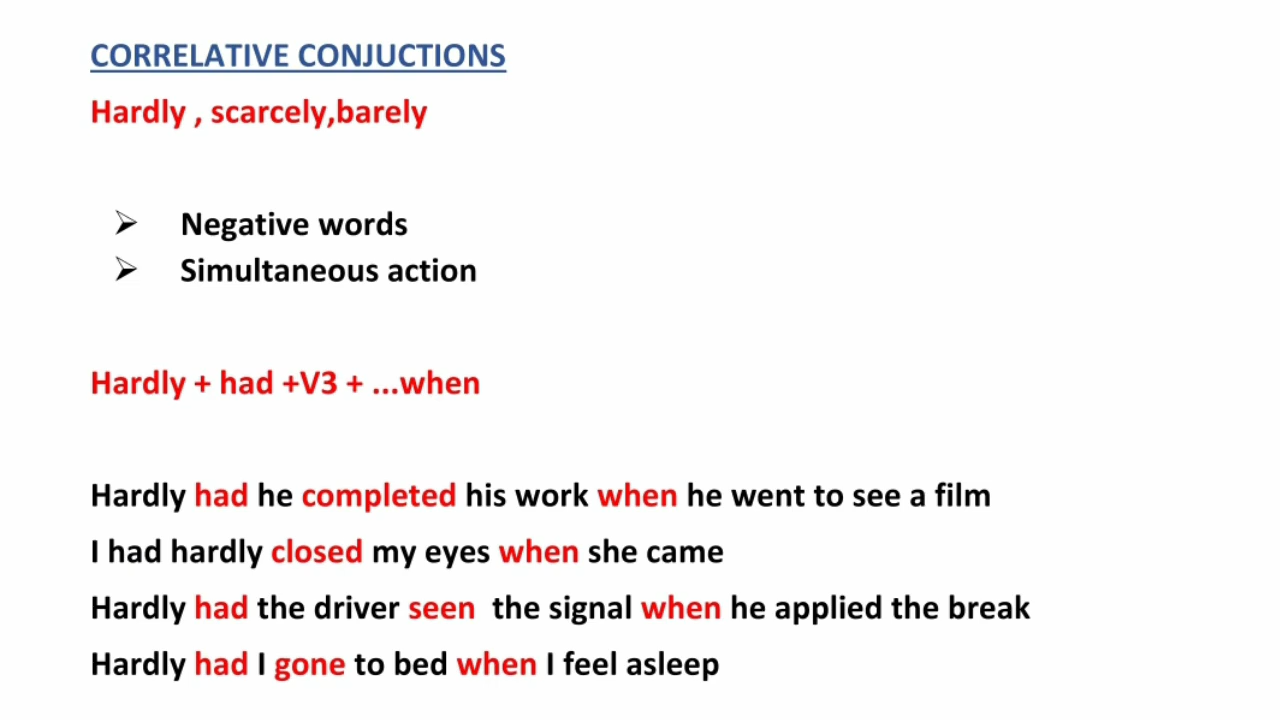 CORRELATIVE CONJUCTIONS
Hardly , scarcely,barely
➢ Negative words
➢ Simultaneous action
Hardly + had +V3 + ...when
Hardly had he completed his work when he went to see a film
I had hardly closed my eyes when she came
Hardly had the driver seen  the signal when he applied the break
Hardly had I gone to bed when I feel asleep